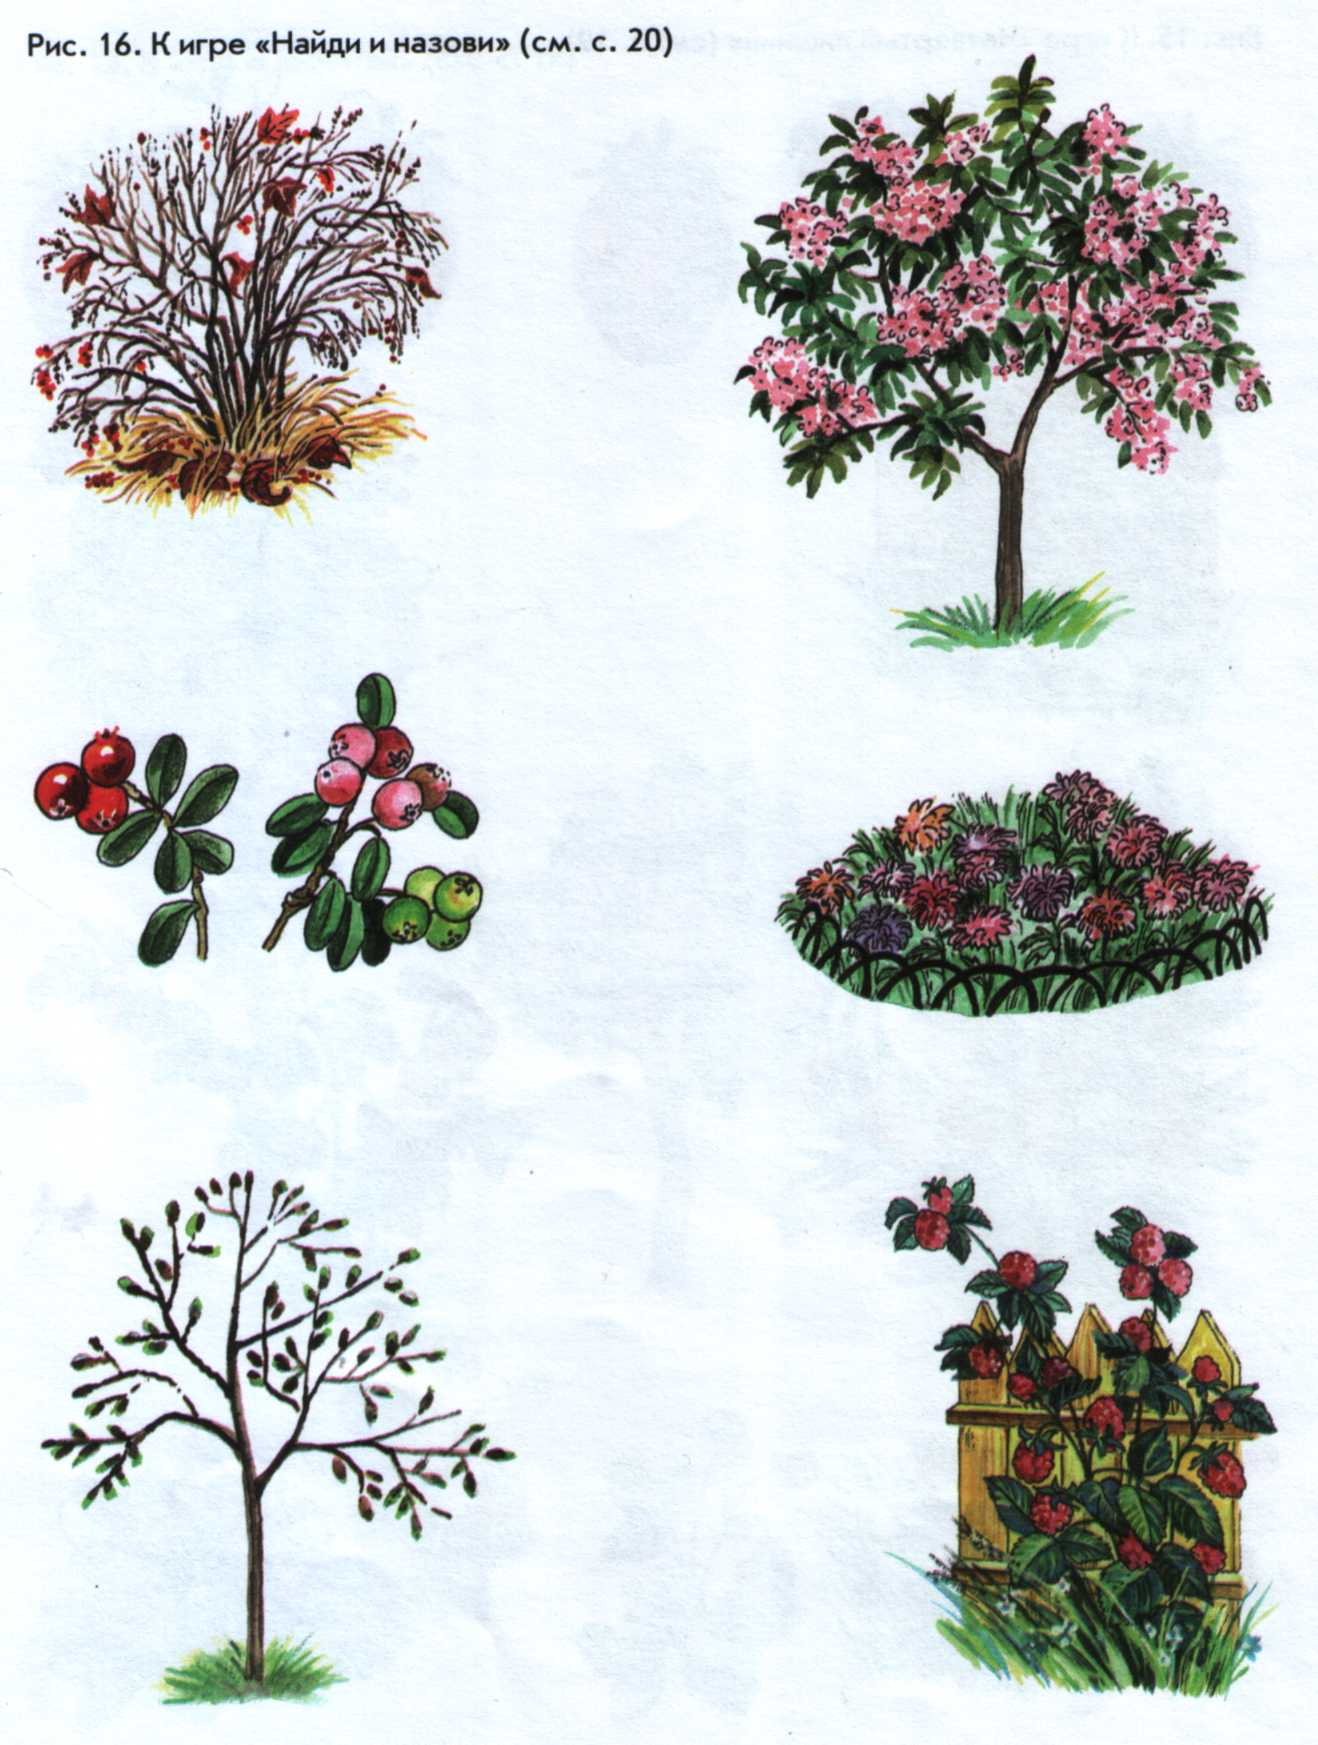 Рис. 16. К игре «Найди и назови» (см. с. 20)